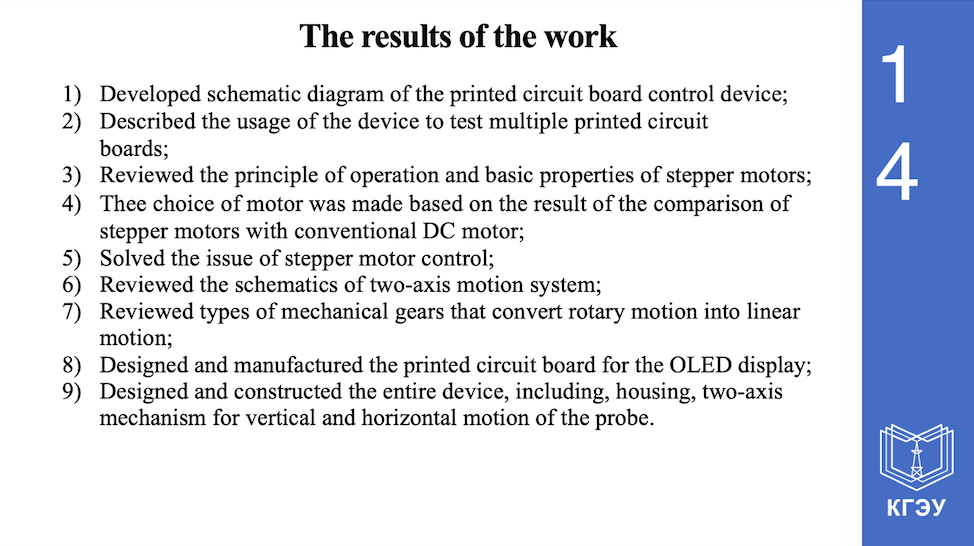 The results of the work
1) Developed schematic diagram of the printed circuit board control device;
2) Described the usage of the device to test multiple printed circuit
boards;
3) Reviewed the principle of operation and basic properties of stepper motors;
4) Thee choice of motor was made based on the result of the comparison of
stepper motors with conventional DC motor;
5) Solved the issue of stepper motor control;
6) Reviewed the schematics of two-axis motion system;
7) Reviewed types of mechanical gears that convert rotary motion into linear
motion;
8) Designed and manufactured the printed circuit board for the OLED display;
9) Designed and constructed the entire device, including, housing, two-axis
mechanism for vertical and horizontal motion of the probe.
1
4
КГЭУ